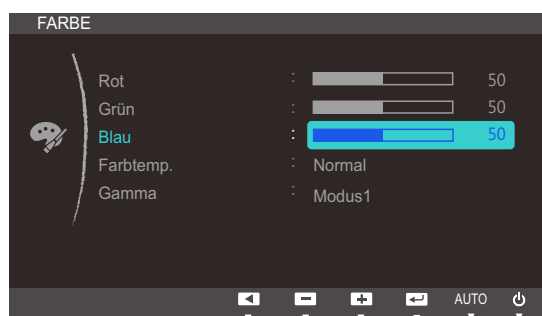 FARBE
Rot : 50
Grün : 50
Blau : 50
Farbtemp. : Normal
Gamma : Modus1
AUTO